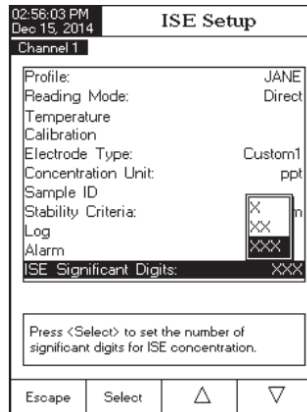 02:56:03 PM
Dec 15, 2014
ISE Setup
Channel 1
Profile: JANE
Reading Mode: Direct
Temperature
Calibration
Electrode Type: Custom1
Concentration Unit: ppt
Sample ID
Stability Criteria:
Log
Alarm
X
XX
XXX
ISE Significant Digits: XXX
Press <Select> to set the number of
significant digits for ISE concentration.
Escape Select △ ▽